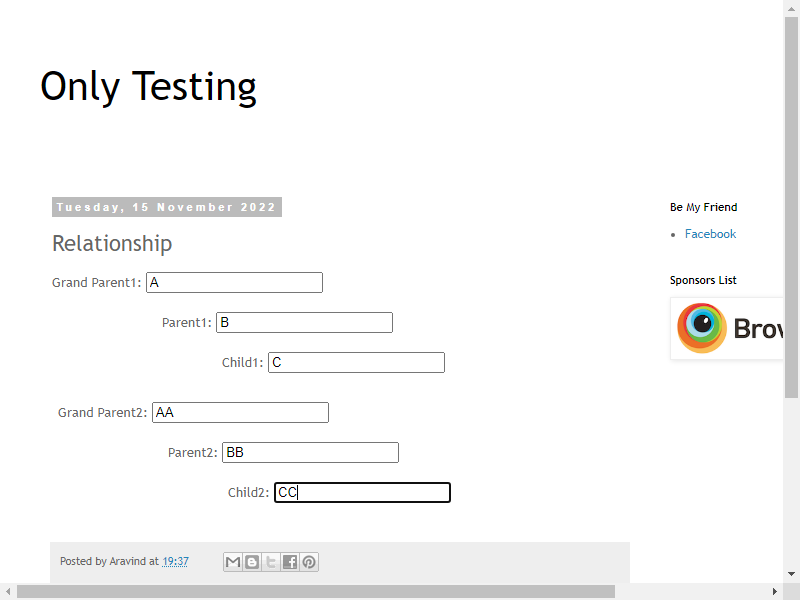 Only Testing
Tuesday, 15 November 2022
Relationship
Grand Parent1: A
Parent1: B
Child1: C
Grand Parent2: AA
Parent2: BB
Child2: CC
Posted by Aravind at 19:37
Be My Friend
Facebook
Sponsors List